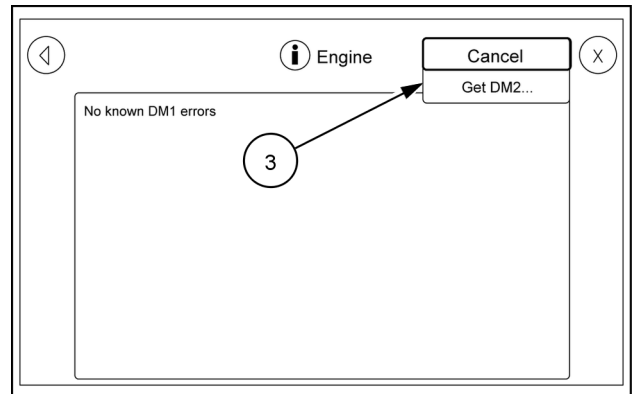 Engine
Cancel
X
Get DM2...
No known DM1 errors
3